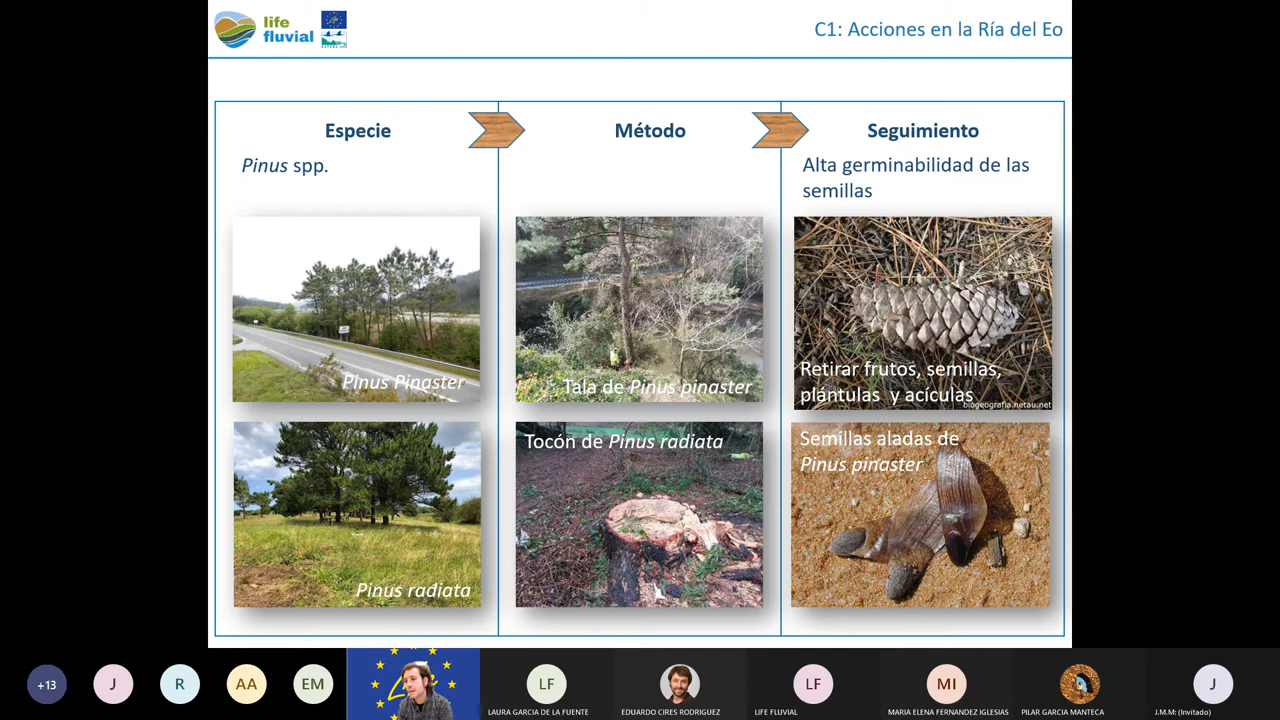 life
fluvial
C1: Acciones en la Ría del Eo
Especie
Método
Seguimiento
Pinus spp.
Alta germinabilidad de las
semillas
Pinus Pinaster
Tala de Pinus pinaster
Retirar frutos, semillas,
plántulas y acículas
biogeografia.netau.net
Pinus radiata
Tocón de Pinus radiata
Semillas aladas de
Pinus pinaster
+13
J
R
AA
EM
LF
LAURA GARCIA DE LA FUENTE
EDUARDO CIRES RODRIGUEZ
LF
LIFE FLUVIAL
MI
MARIA ELENA FERNANDEZ IGLESIAS
PILAR GARCIA MANTECA
J
J.M.M: (Invitado)